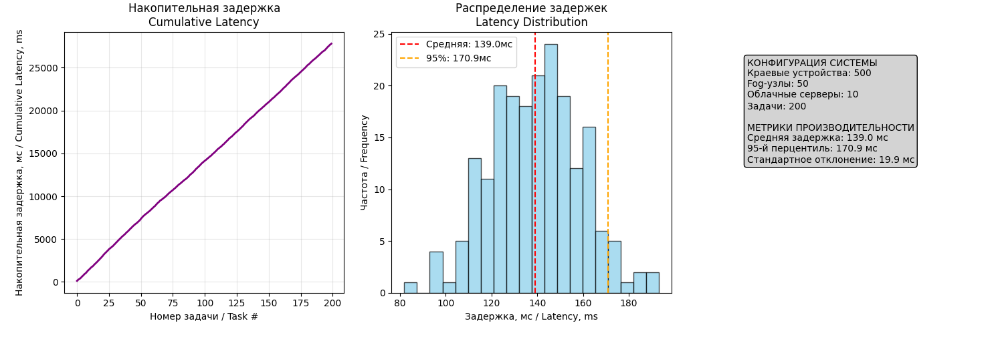 Накопительная задержка
Cumulative Latency
Накопительная задержка, мс / Cumulative Latency, ms
25000
20000
15000
10000
5000
0
0 25 50 75 100 125 150 175 200
Номер задачи / Task #
Распределение задержек
Latency Distribution
Средняя: 139.0мс
95%: 170.9мс
Частота / Frequency
25
20
15
10
5
0
80 100 120 140 160 180
Задержка, мс / Latency, ms
КОНФИГУРАЦИЯ СИСТЕМЫ
Краевые устройства: 500
Fog-узлы: 50
Облачные серверы: 10
Задачи: 200
МЕТРИКИ ПРОИЗВОДИТЕЛЬНОСТИ
Средняя задержка: 139.0 мс
95-й перцентиль: 170.9 мс
Стандартное отклонение: 19.9 мс